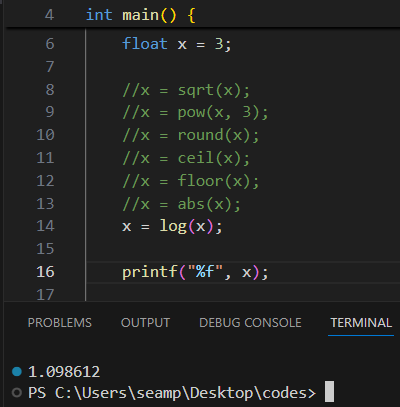 4 int main() {
6 float x = 3;
7
8 //x = sqrt(x);
9 //x = pow(x, 3);
10 //x = round(x);
11 //x = ceil(x);
12 //x = floor(x);
13 //x = abs(x);
14 x = log(x);
15
16 printf("%f", x);
17
PROBLEMS OUTPUT DEBUG CONSOLE TERMINAL
1.098612
PS C:\Users\seamp\Desktop\codes>